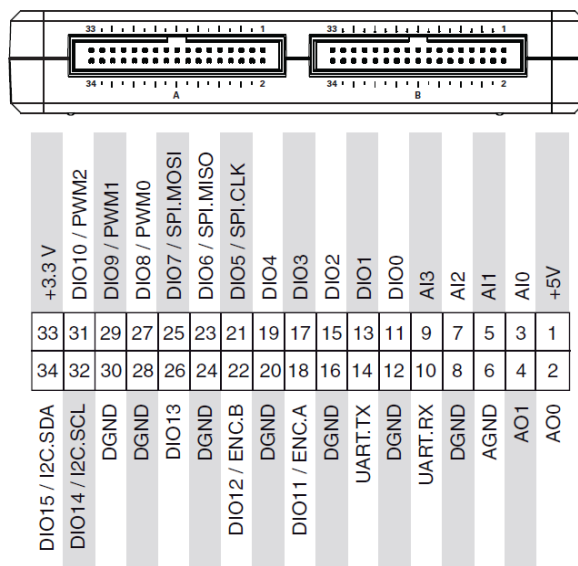 33 1 33 1
34 2 34 2
A B
+3.3 V
DIO10 / PWM2
DIO9 / PWM1
DIO8 / PWM0
DIO7 / SPI.MOSI
DIO6 / SPI.MISO
DIO5 / SPI.CLK
DIO4
DIO3
DIO2
DIO1
DIO0
AI3
AI2
AI1
AI0
+5V
33 31 29 27 25 23 21 19 17 15 13 11 9 7 5 3 1
34 32 30 28 26 24 22 20 18 16 14 12 10 8 6 4 2
DIO15 / I2C.SDA
DIO14 / I2C.SCL
DGND
DGND
DIO13
DGND
DIO12 / ENC.B
DGND
DIO11 / ENC.A
DGND
UART.TX
DGND
UART.RX
DGND
AGND
AO1
AO0